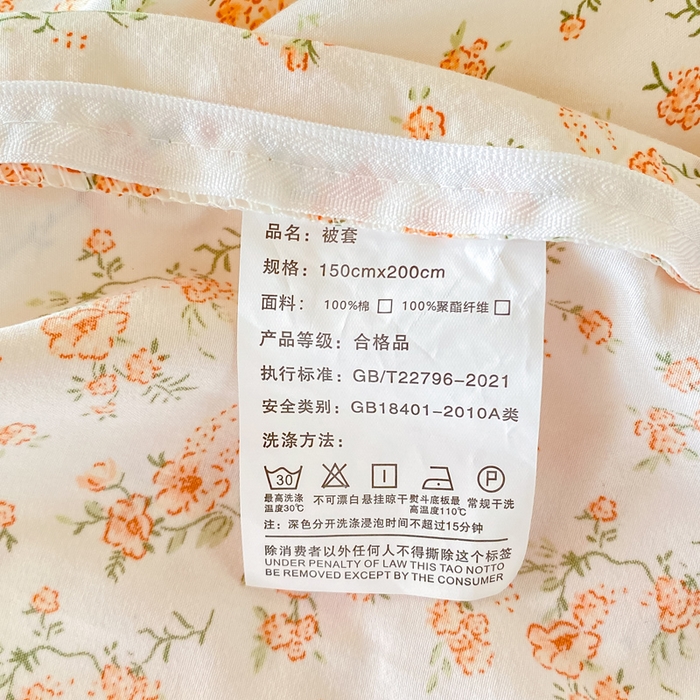 品名：被套
规格：150cmx200cm
面料：100%棉 □ 100%聚酯纤维 □
产品等级：合格品
执行标准：GB/T22796-2021
安全类别：GB18401-2010A类
洗涤方法：
30 P
最高洗涤 不可漂白 悬挂晾干 熨斗底板最 常规干洗
温度30℃ 高温度110℃
注：深色分开洗涤浸泡时间不超过15分钟
除消费者以外任何人不得撕除这个标签
UNDER PENALTY OF LAW THIS TAO NOTTO
BE REMOVED EXCEPT BY THE CONSUMER